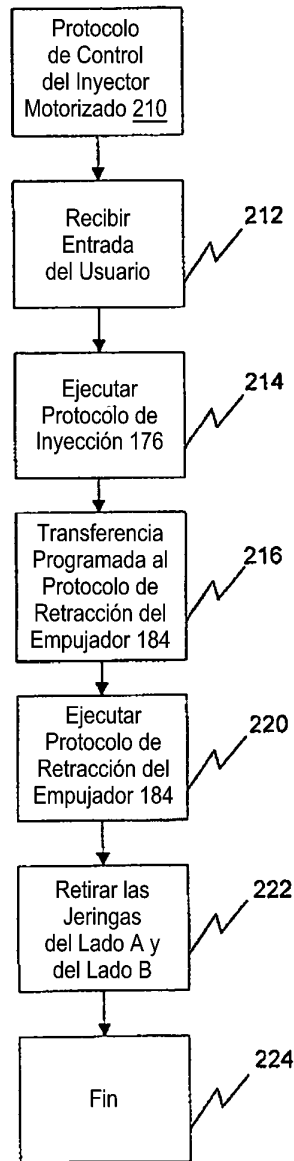 Protocolo
de Control
del Inyector
Motorizado 210
Recibir
Entrada
del Usuario
212
Ejecutar
Protocolo de
Inyección 176
214
Transferencia
Programada al
Protocolo de
Retracción del
Empujador 184
216
Ejecutar
Protocolo de
Retracción del
Empujador 184
220
Retirar las
Jeringas
del Lado A y
del Lado B
222
Fin
224